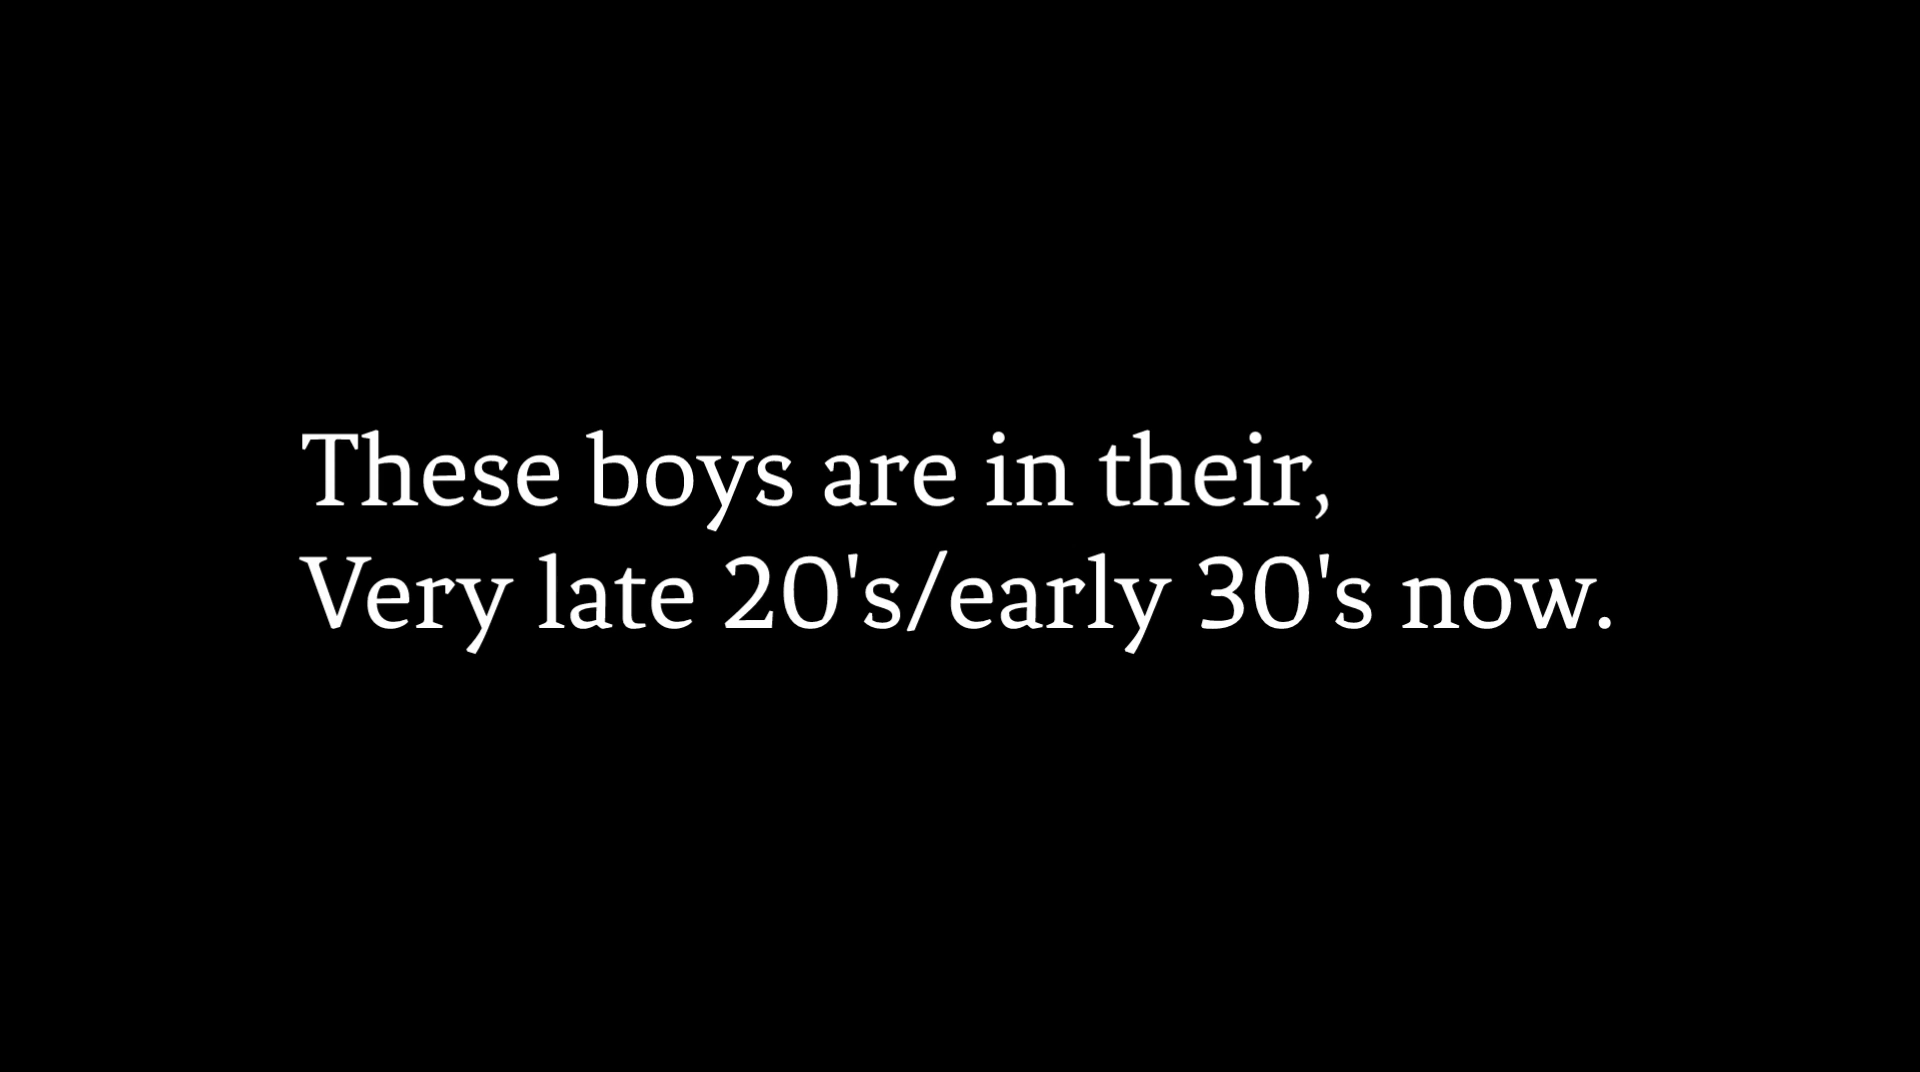 These boys are in their,
Very late 20's/early 30's now.